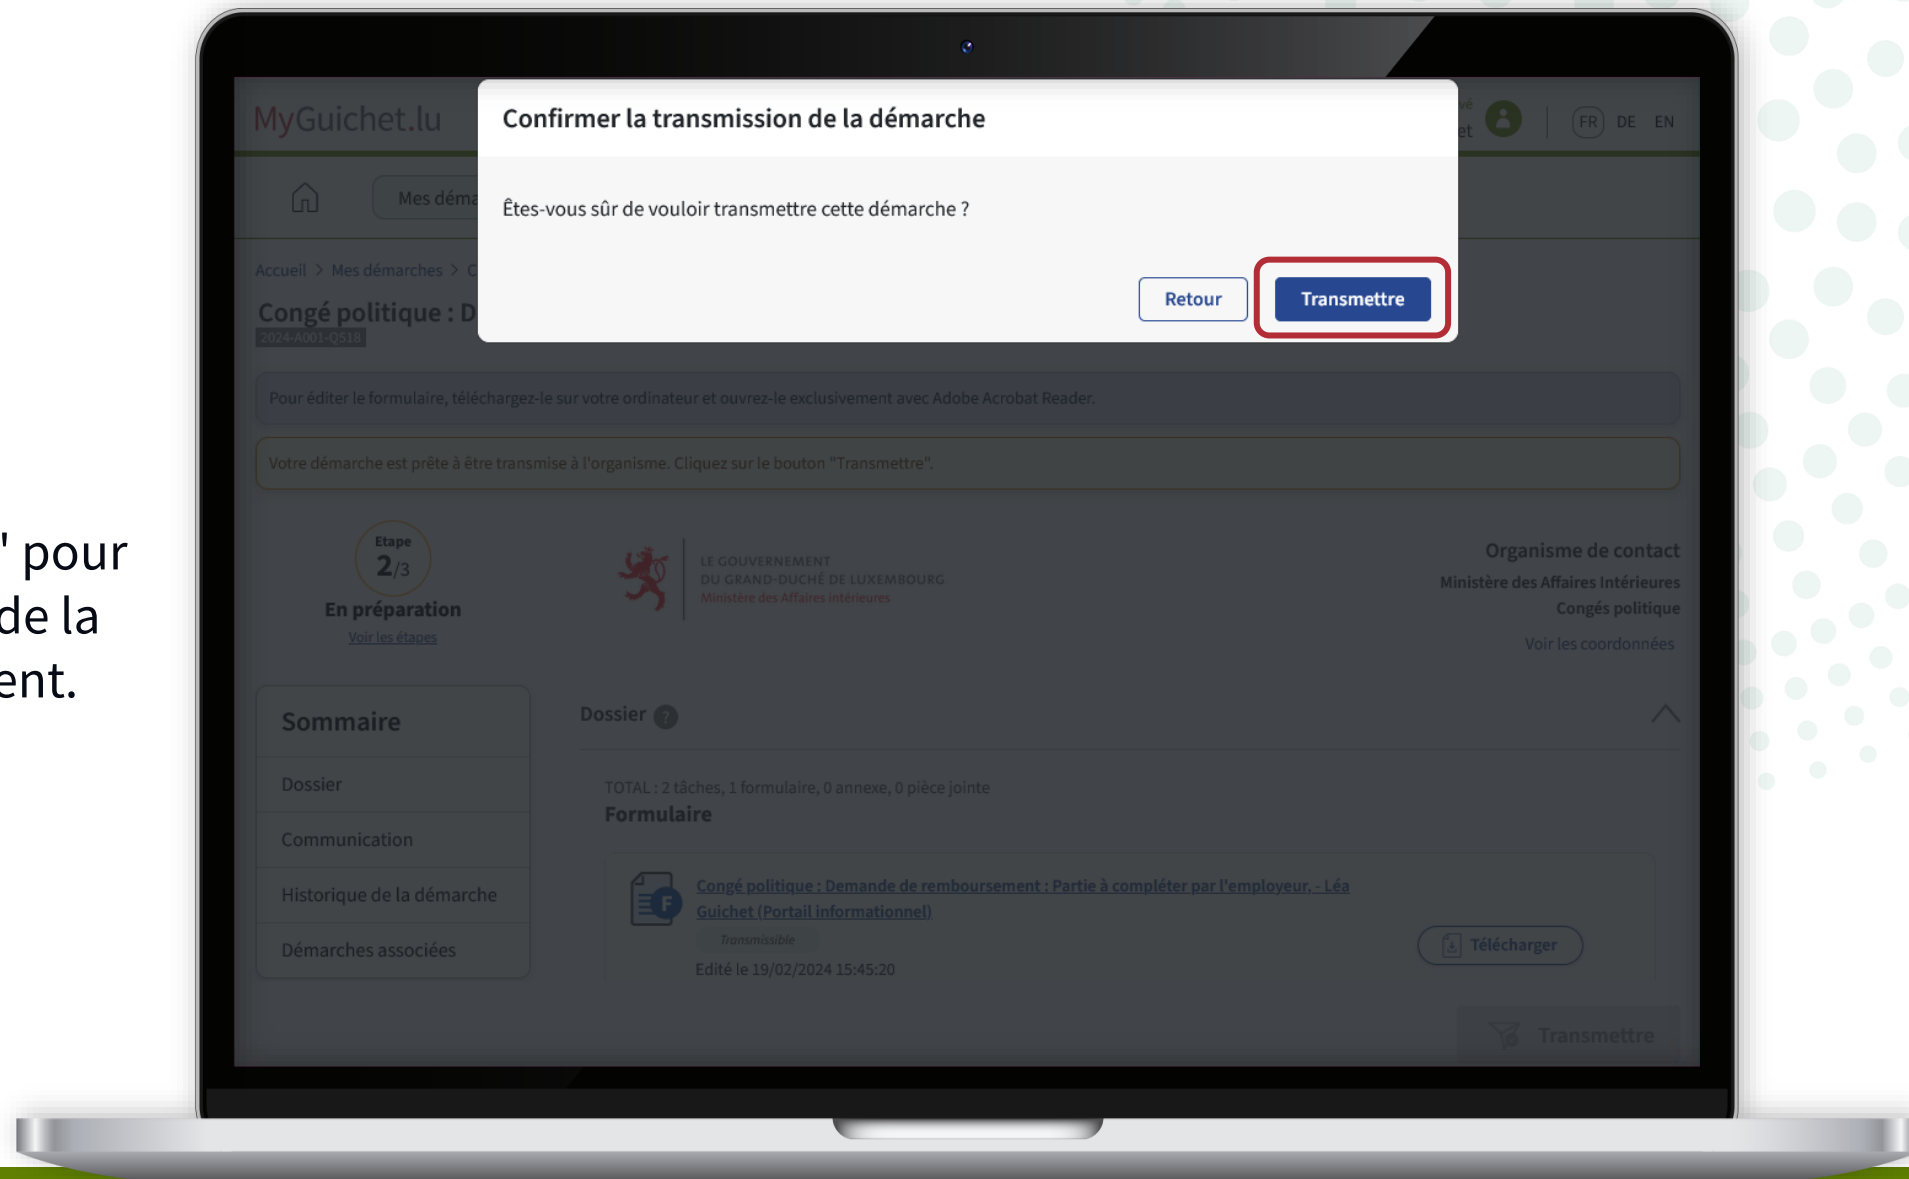 " pour
de la
ent.
MyGuichet.lu
FR DE EN
Confirmer la transmission de la démarche
Êtes-vous sûr de vouloir transmettre cette démarche ?
Retour
Transmettre
Mes déma
Accueil > Mes démarches > C
Congé politique : D
2024-A001-Q518
Pour éditer le formulaire, téléchargez-le sur votre ordinateur et ouvrez-le exclusivement avec Adobe Acrobat Reader.
Votre démarche est prête à être transmise à l'organisme. Cliquez sur le bouton "Transmettre".
Etape
2/3
En préparation
Voir les étapes
LE GOUVERNEMENT
DU GRAND-DUCHÉ DE LUXEMBOURG
Ministère des Affaires intérieures
Organisme de contact
Ministère des Affaires Intérieures
Congés politique
Voir les coordonnées
Sommaire
Dossier
Communication
Historique de la démarche
Démarches associées
Dossier ?
TOTAL : 2 tâches, 1 formulaire, 0 annexe, 0 pièce jointe
Formulaire
F
Congé politique : Demande de remboursement : Partie à compléter par l'employeur. - Léa
Guichet (Portail informationnel)
Transmissible
Edité le 19/02/2024 15:45:20
Télécharger
Transmettre